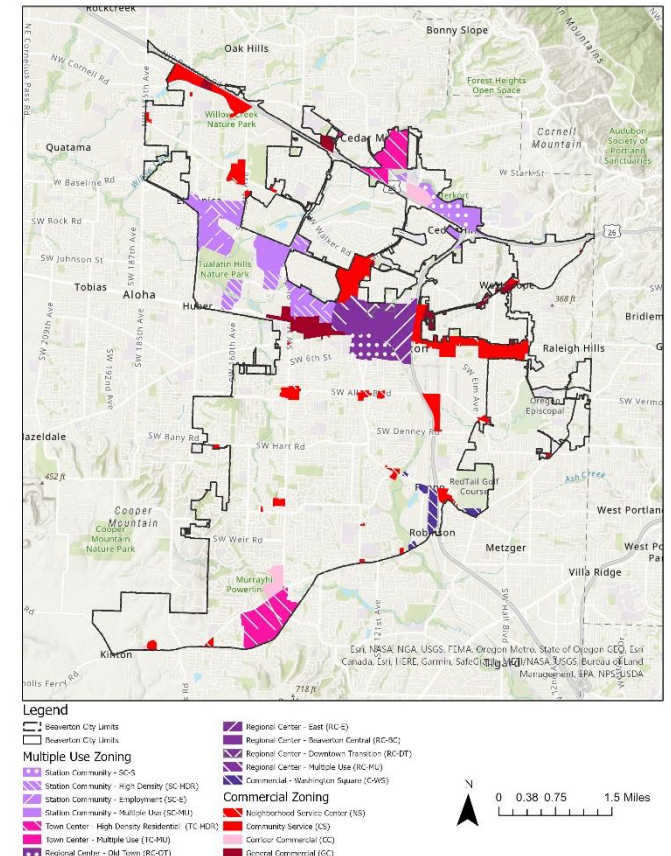 Rockcreek
Bonny Slope
Oak Hills
NE Cornelius Pass Rd
NW Cornell Rd
Forest Heights
Open Space
Cornell
Mountain
Audubon
Society of
Portland
Sanctuaries
Willow Creek
Nature Park
Cedar M
Quatama
W Baseline Rd
W Stark St
SW Rock Rd
SW Walker Rd
26
SW Johnson St
SW 187th Ave
Tualatin Hills
Nature Park
Tobias
Aloha
Huber
368 ft
Bridlem
SW 209th Ave
SW 192nd Ave
SW 185th Ave
SW 160th Ave
SW 6th St
Raleigh Hills
SW Elm Ave
SW Vermo
Oregon
Episcopal
SW Bany Rd
SW Hart Rd
SW Denney Rd
Hazeldale
452 ft
RedTail Golf
Course
Ash Creek
Cooper
Mountain
Cooper
Mountain
Nature Park
SW Weir Rd
West Portlan
Robinson
Metzger
Villa Ridge
Murrayhi
Powerlin
SW 121st Ave
SW Hall Blvd
Kinton
Tigard
718 ft
Esri, NASA, NGA, USGS, FEMA, Oregon Metro, State of Oregon GEO, Esri
Canada, Esri, HERE, Garmin, SafeGraph, METI/NASA, USGS, Bureau of Land
Management, EPA, NPS, USDA
Legend
Beaverton City Limits
Beaverton City Limits
Multiple Use Zoning
Station Community - SC-S
Station Community - High Density (SC-HDR)
Station Community - Employment (SC-E)
Station Community - Multiple Use (SC-MU)
Town Center - High Density Residential (TC-HDR)
Town Center - Multiple Use (TC-MU)
Regional Center - Old Town (RC-OT)
Regional Center - East (RC-E)
Regional Center - Beaverton Central (RC-BC)
Regional Center - Downtown Transition (RC-DT)
Regional Center - Multiple Use (RC-MU)
Commercial - Washington Square (C-WS)
Commercial Zoning
Neighborhood Service Center (NS)
Community Service (CS)
Corridor Commercial (CC)
General Commercial (GC)
N
0 0.38 0.75 1.5 Miles